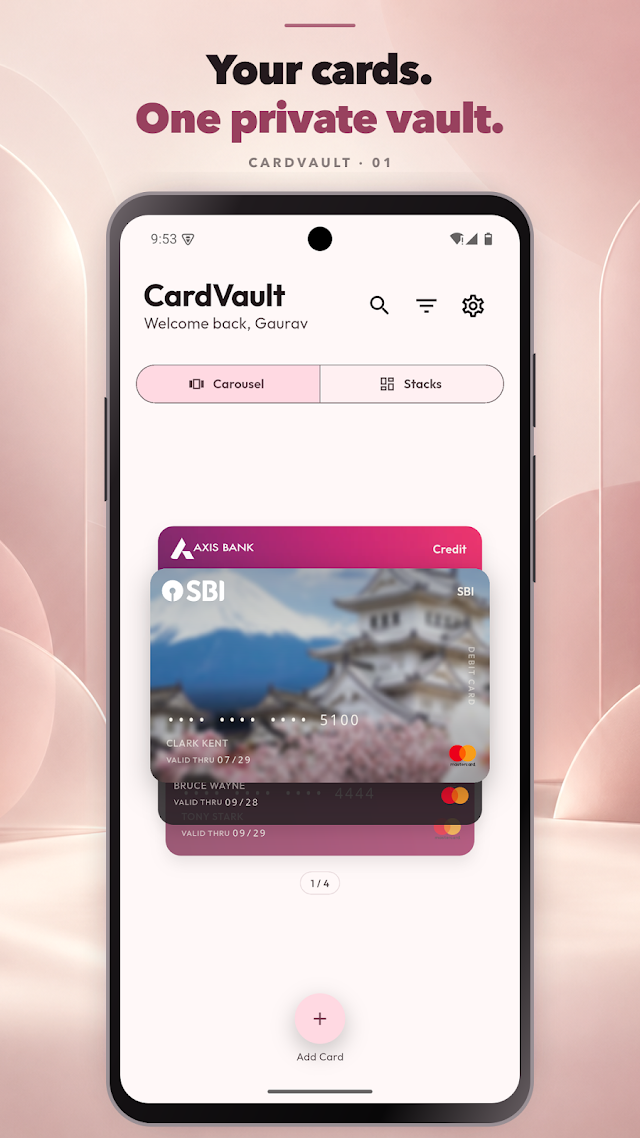 Your cards.
One private vault.
CARDVAULT · 01
9:53
CardVault
Welcome back, Gaurav
Carousel
Stacks
AXIS BANK
Credit
SBI
SBI
DEBIT CARD
•••• •••• •••• 5100
CLARK KENT
VALID THRU 07/29
mastercard
BRUCE WAYNE
•••• •••• •••• 4444
VALID THRU 09/28
TONY STARK
VALID THRU 09/29
1 / 4
+
Add Card